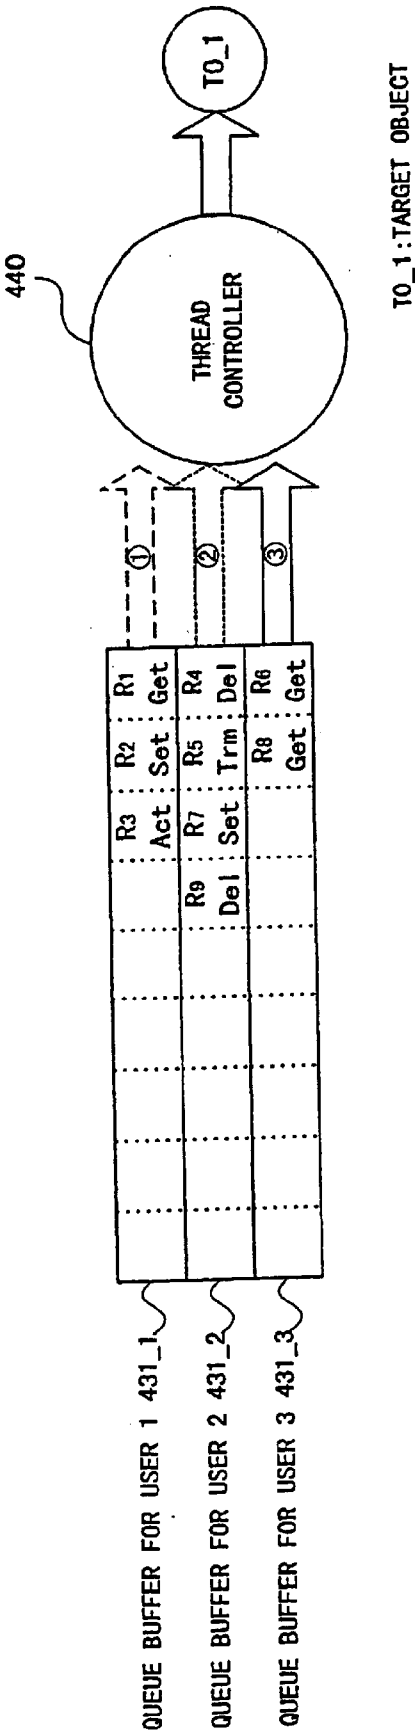 440
QUEUE BUFFER FOR USER 1 431_1
R3 R2 R1
Act Set Get
①
QUEUE BUFFER FOR USER 2 431_2
R9 R7 R5 R4
Del Set Trm Del
②
QUEUE BUFFER FOR USER 3 431_3
R8 R6
Get Get
③
THREAD
CONTROLLER
TO_1
TO_1:TARGET OBJECT